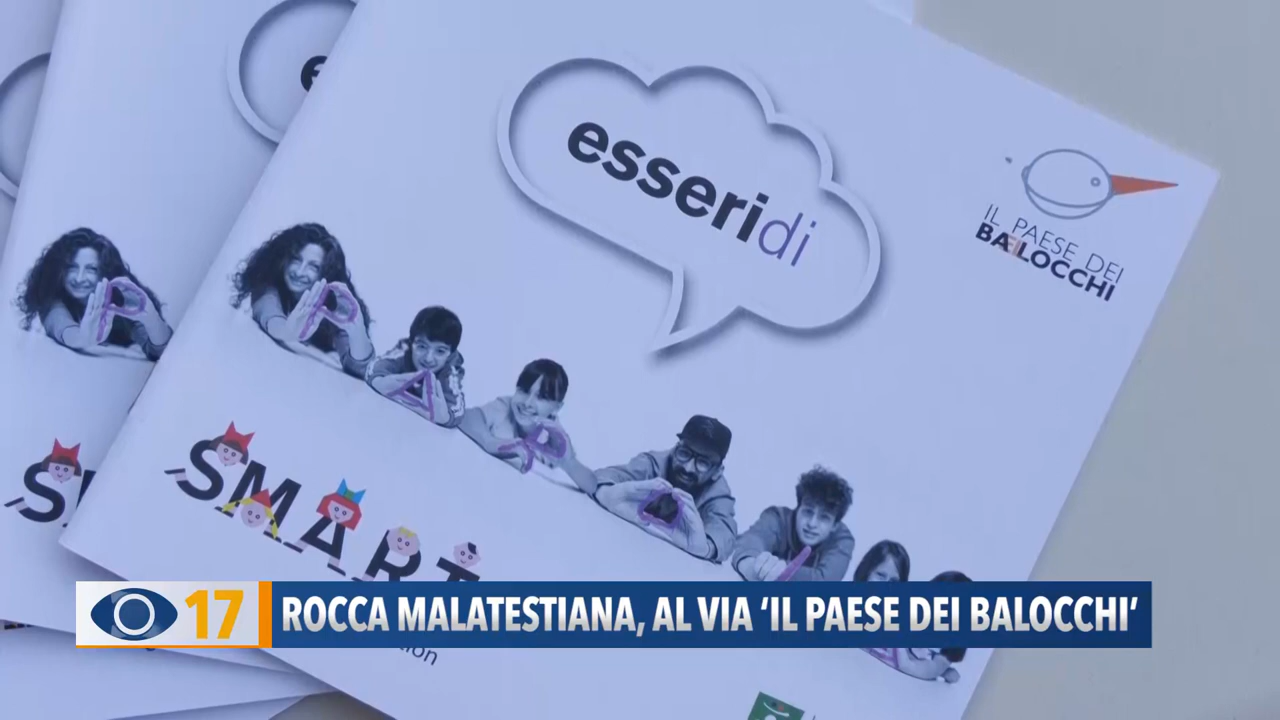 esseridi
IL PAESE DEI
BALOCCHI
SMART
17
ROCCA MALATESTIANA, AL VIA ‘IL PAESE DEI BALOCCHI’